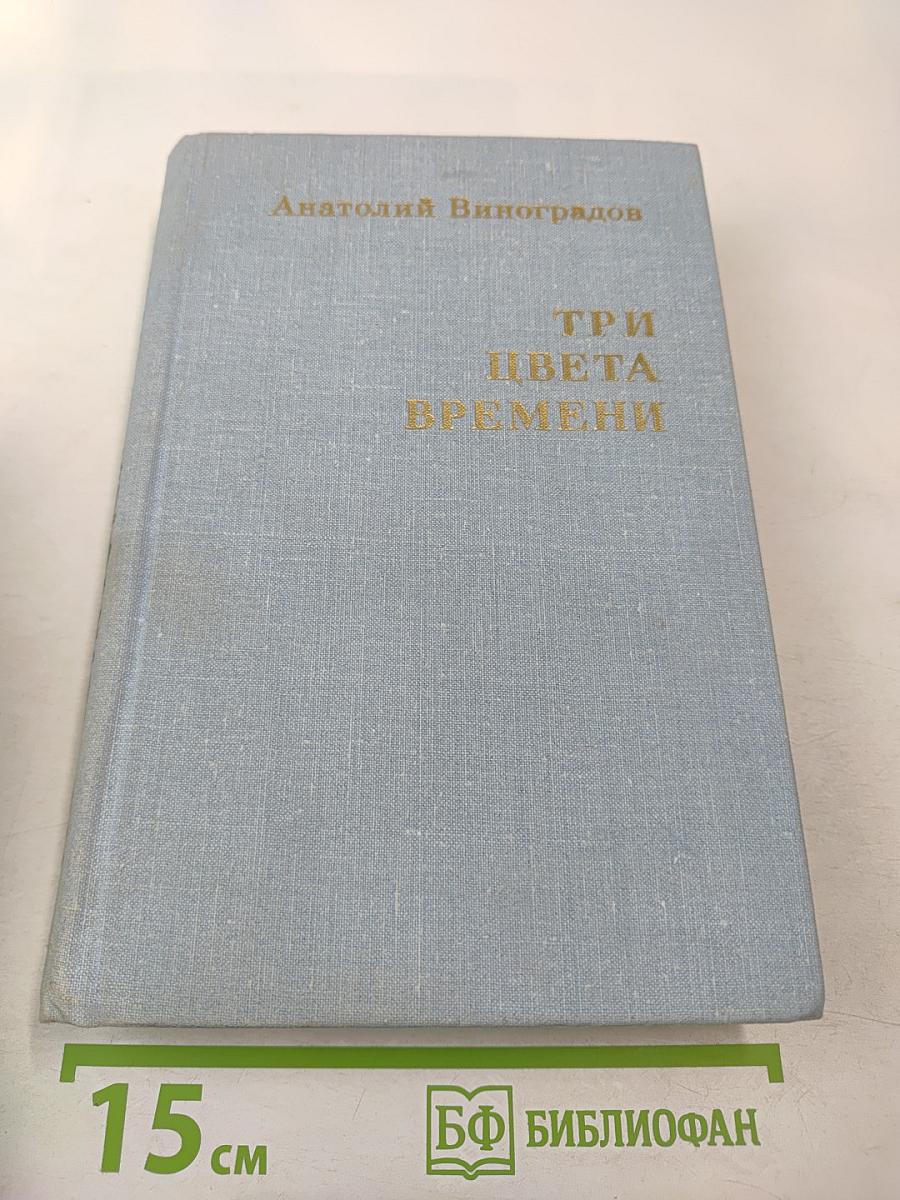 Анатолий Виноградов
ТРИ
ЦВЕТА
ВРЕМЕНИ
15 см
БФ БИБЛИОФАН